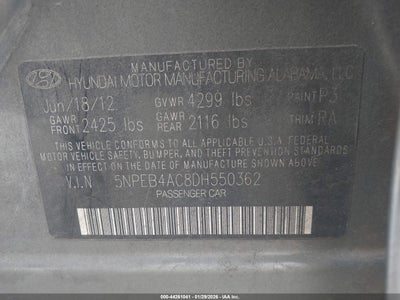 MANUFACTURED BY
HYUNDAI MOTOR MANUFACTURING ALABAMA, LLC
Jun/18/12 GVWR 4299 lbs PAINT P3
GAWR FRONT 2425 lbs GAWR REAR 2116 lbs TRIM RA
THIS VEHICLE CONFORMS TO ALL APPLICABLE U.S.A. FEDERAL
MOTOR VEHICLE SAFETY, BUMPER, AND THEFT PREVENTION STANDARDS
IN EFFECT ON THE DATE OF MANUFACTURE SHOWN ABOVE.
V.I.N 5NPEB4AC8DH550362
PASSENGER CAR
000-44261041 - 01/29/2026 - IAAI